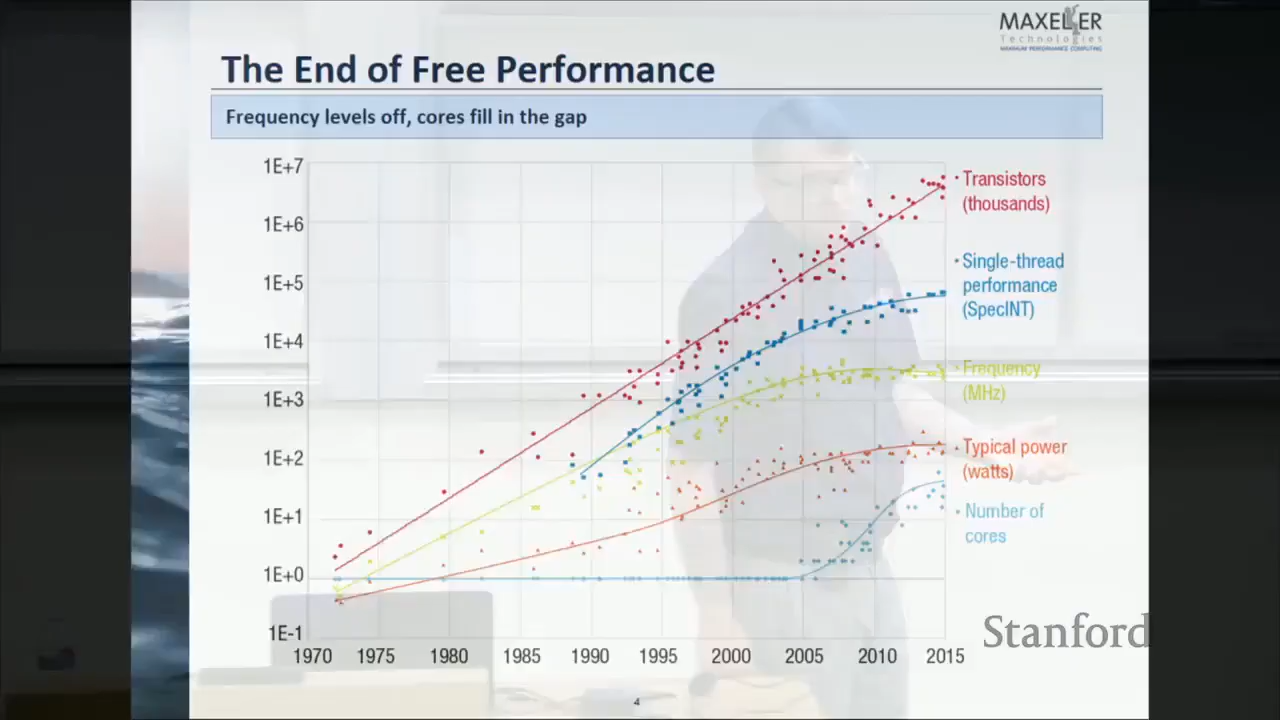 MAXELER
Technologies
MAXIMUM PERFORMANCE COMPUTING
The End of Free Performance
Frequency levels off, cores fill in the gap
1E+7
1E+6
1E+5
1E+4
1E+3
1E+2
1E+1
1E+0
1E-1
1970 1975 1980 1985 1990 1995 2000 2005 2010 2015
Transistors
(thousands)
Single-thread
performance
(SpecINT)
Frequency
(MHz)
Typical power
(watts)
Number of
cores
Stanford
4